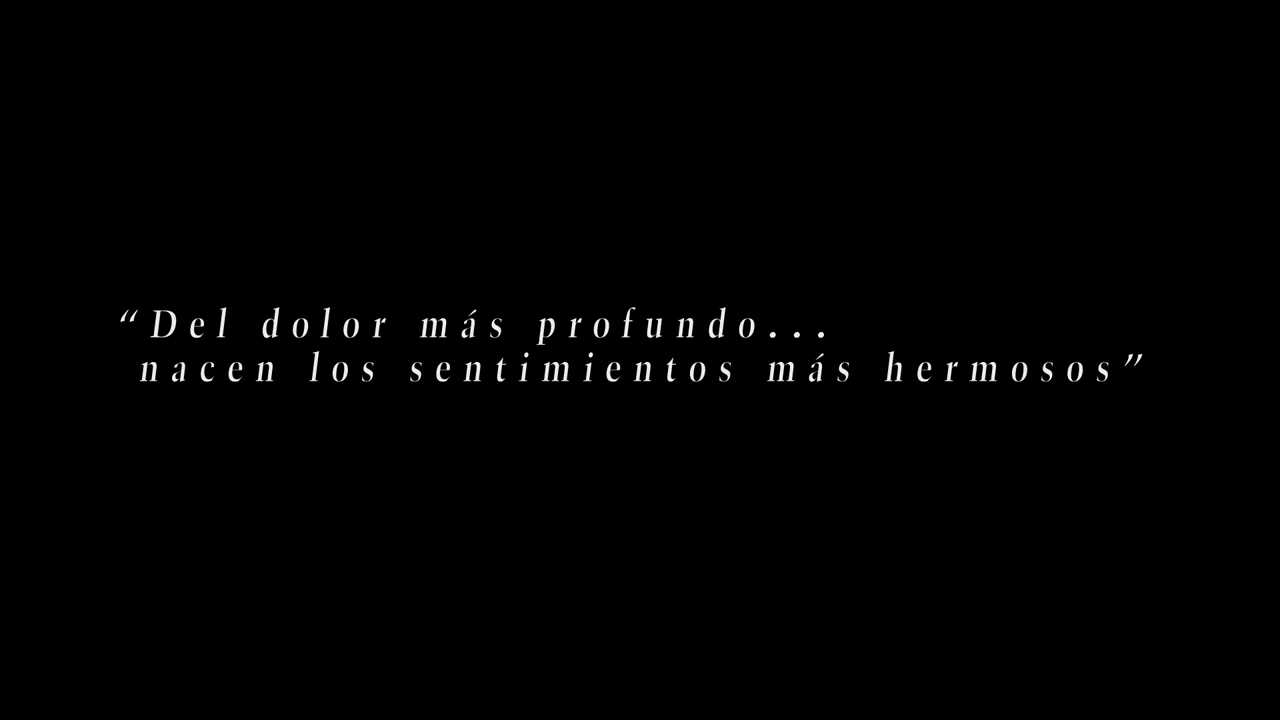 “Del dolor más profundo...
nacen los sentimientos más hermosos”